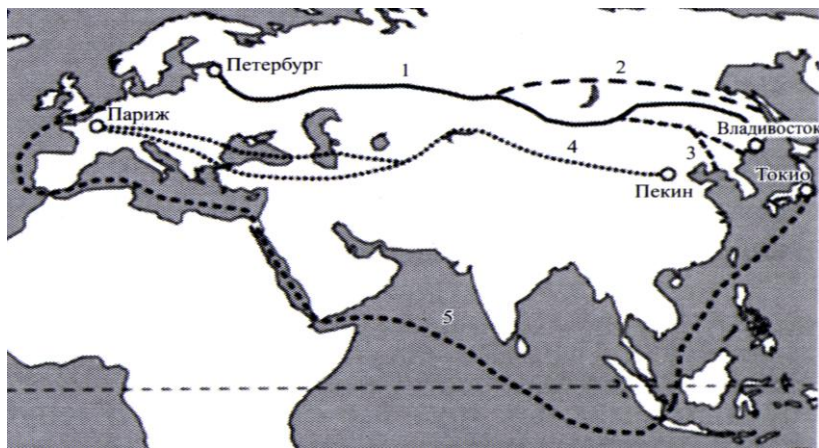 Петербург
1
2
Париж
Владивосток
3
4
Токио
Пекин
5